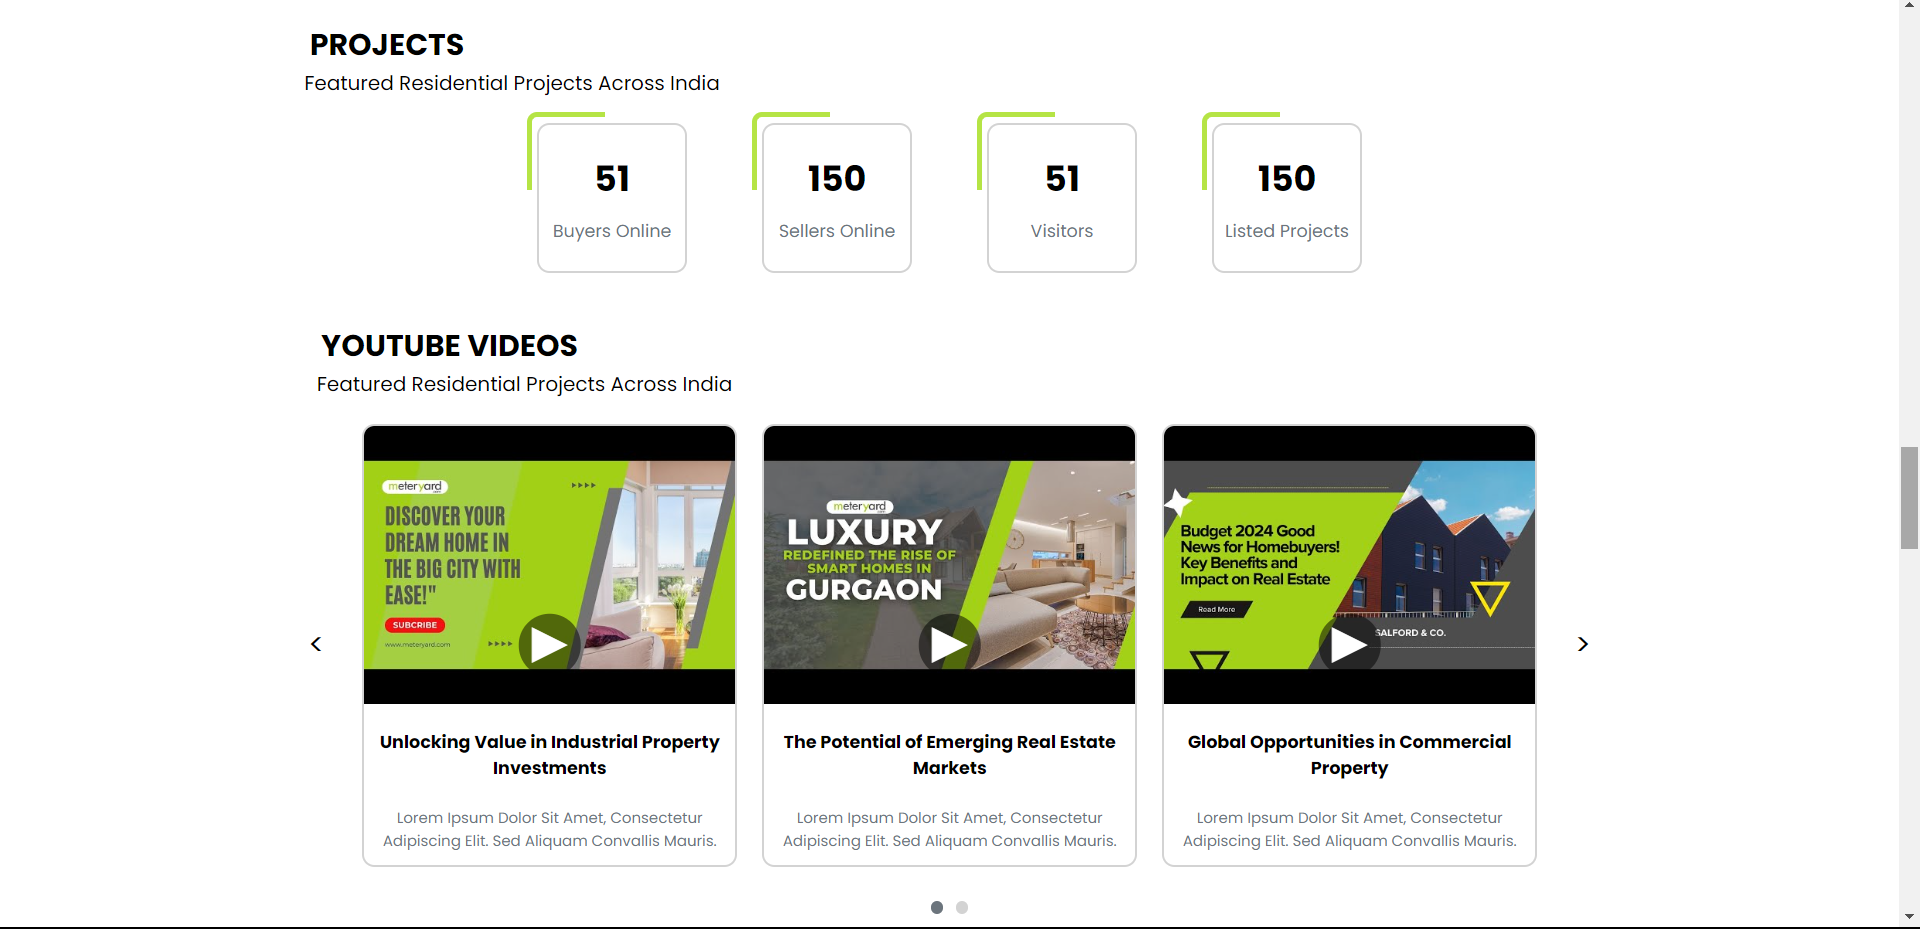 PROJECTS
Featured Residential Projects Across India
51
Buyers Online
150
Sellers Online
51
Visitors
150
Listed Projects
YOUTUBE VIDEOS
Featured Residential Projects Across India
meteryard
DISCOVER YOUR
DREAM HOME IN
THE BIG CITY WITH
EASE!"
SUBCRIBE
www.meteryard.com
Unlocking Value in Industrial Property
Investments
Lorem Ipsum Dolor Sit Amet, Consectetur
Adipiscing Elit. Sed Aliquam Convallis Mauris.
meteryard
LUXURY
REDEFINED THE RISE OF
SMART HOMES IN
GURGAON
The Potential of Emerging Real Estate
Markets
Lorem Ipsum Dolor Sit Amet, Consectetur
Adipiscing Elit. Sed Aliquam Convallis Mauris.
Budget 2024 Good
News for Homebuyers!
Key Benefits and
Impact on Real Estate
Read More
SALFORD & CO.
Global Opportunities in Commercial
Property
Lorem Ipsum Dolor Sit Amet, Consectetur
Adipiscing Elit. Sed Aliquam Convallis Mauris.